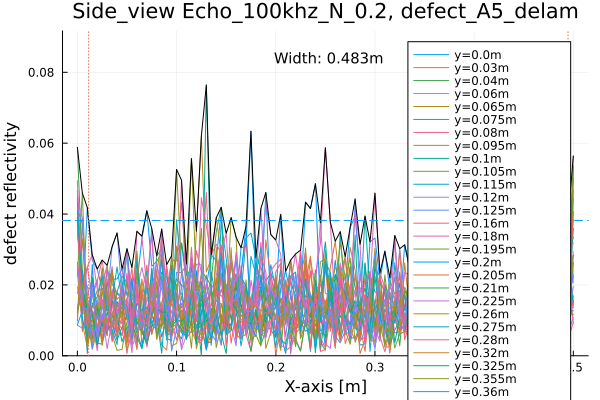 Side_view Echo_100khz_N_0.2, defect_A5_delam
Width: 0.483m
defect reflectivity
0.08
0.06
0.04
0.02
0.00
0.0
0.1
0.2
0.3
.5
X-axis [m]
y=0.0m
y=0.03m
y=0.04m
y=0.06m
y=0.065m
y=0.075m
y=0.08m
y=0.095m
y=0.1m
y=0.105m
y=0.115m
y=0.12m
y=0.125m
y=0.16m
y=0.18m
y=0.195m
y=0.2m
y=0.205m
y=0.21m
y=0.225m
y=0.26m
y=0.275m
y=0.28m
y=0.32m
y=0.325m
y=0.355m
y=0.36m